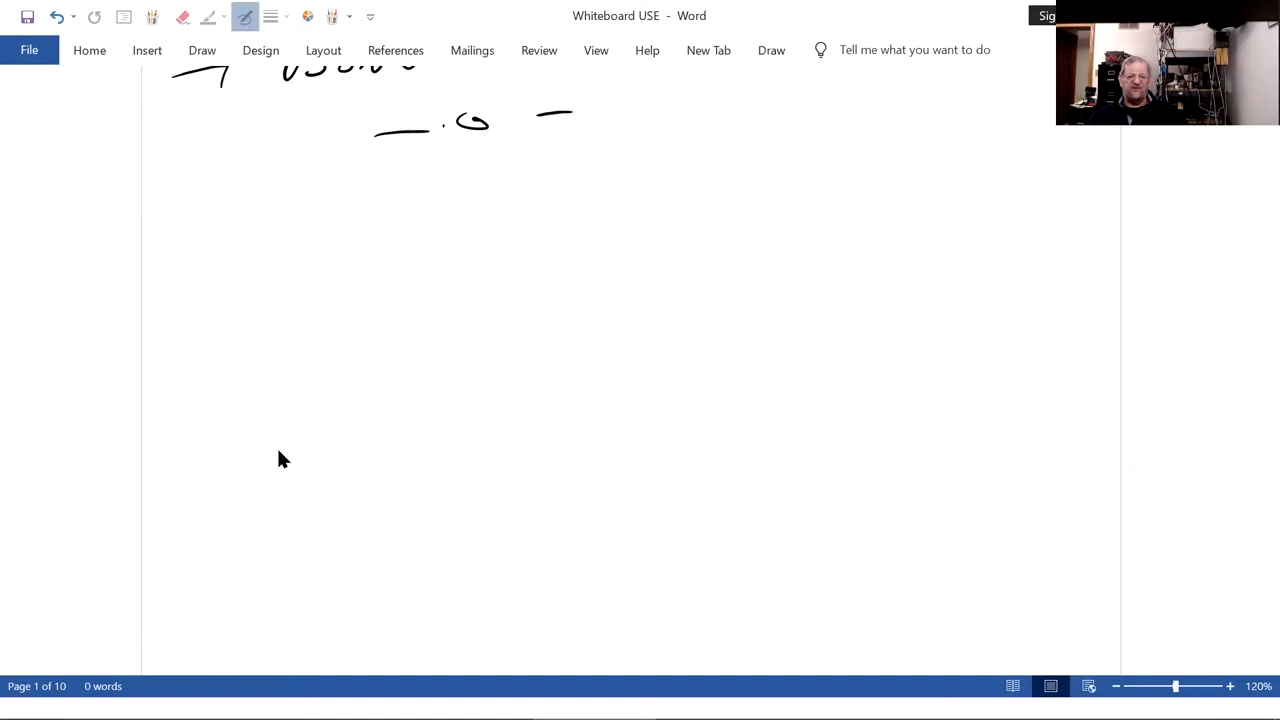 Whiteboard USE - Word
Sig
File Home Insert Draw Design Layout References Mailings Review View Help New Tab Draw Tell me what you want to do
Page 1 of 10 0 words 120%